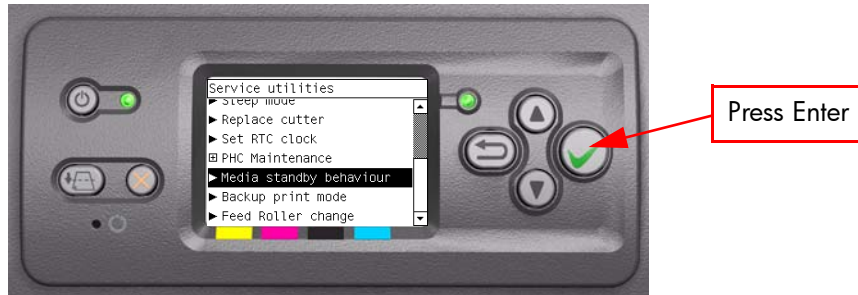 Service utilities
▶ Sleep mode
▶ Replace cutter
▶ Set RTC clock
⊞ PHC Maintenance
▶ Media standby behaviour
▶ Backup print mode
▶ Feed Roller change
Press Enter